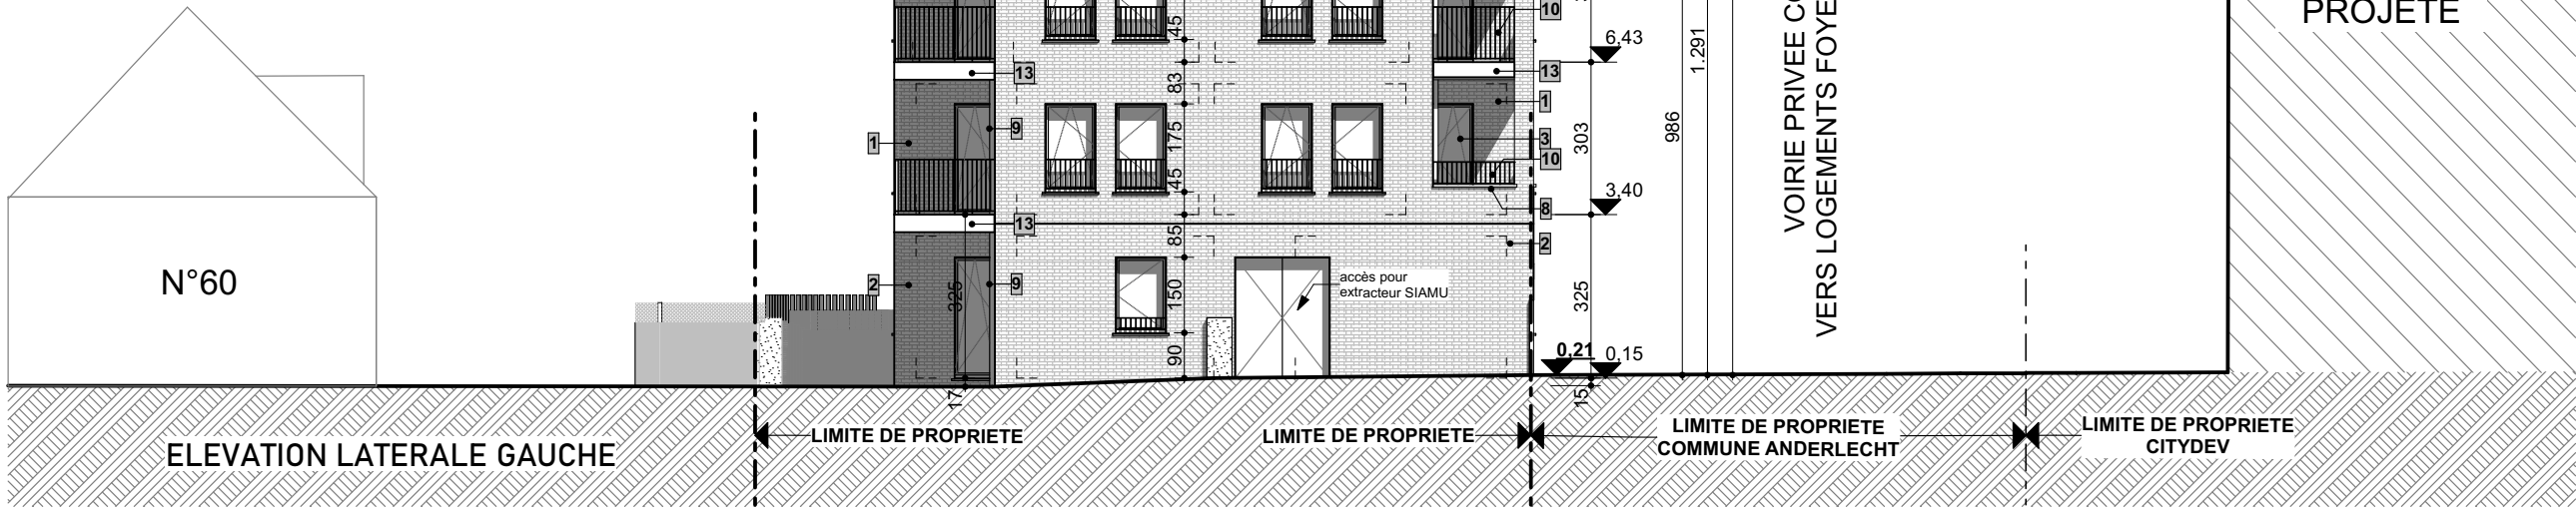 PROJETE
10
45
6,43
13
13
83
1.291
VOIRIE PRIVEE
VERS LOGEMENTS FOYE
1
9
1
175
3
303
986
10
45
3,40
8
13
85
2
N°60
2
9
325
150
accès pour
extracteur SIAMU
325
90
0,21
0,15
17
15
LIMITE DE PROPRIETE
LIMITE DE PROPRIETE
LIMITE DE PROPRIETE
COMMUNE ANDERLECHT
LIMITE DE PROPRIETE
CITYDEV
ELEVATION LATERALE GAUCHE